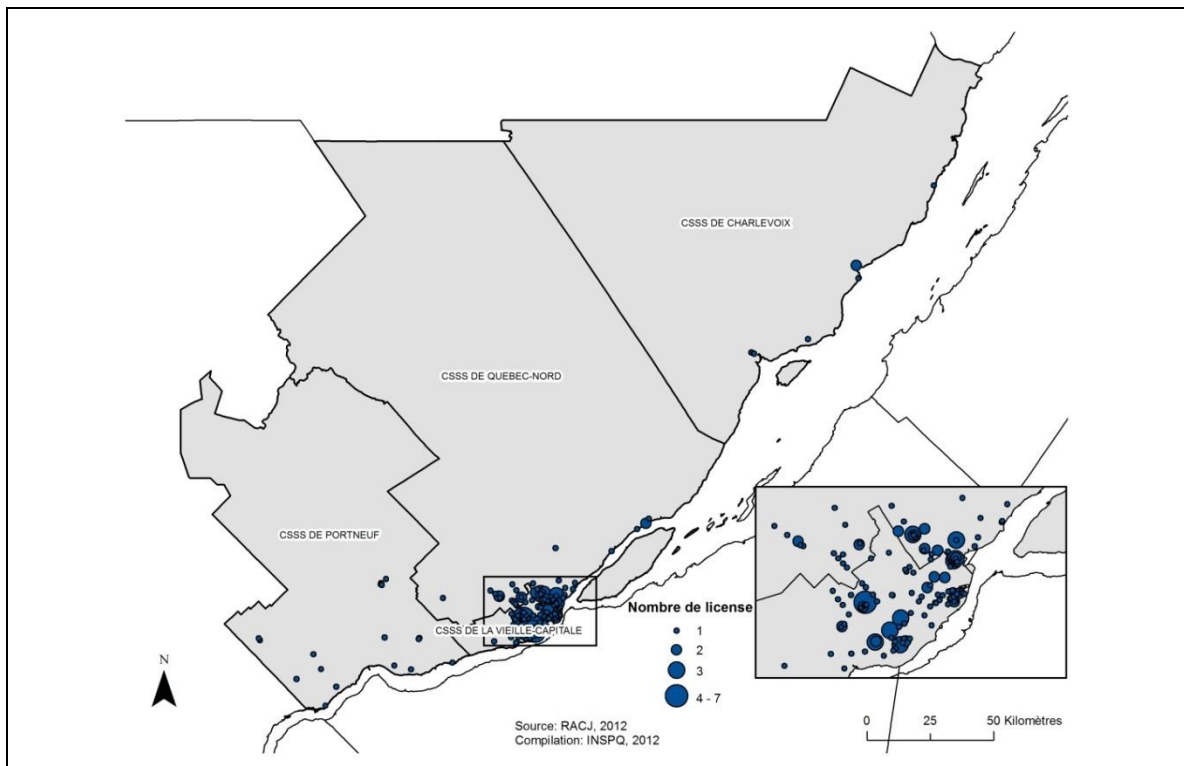 CSSS DE CHARLEVOIX
CSSS DE QUEBEC-NORD
CSSS DE PORTNEUF
CSSS DE LA VIEILLE-CAPITALE
Nombre de license
1
2
3
4 - 7
N
Source: RACJ, 2012
Compilation: INSPQ, 2012
0 25 50 Kilomètres